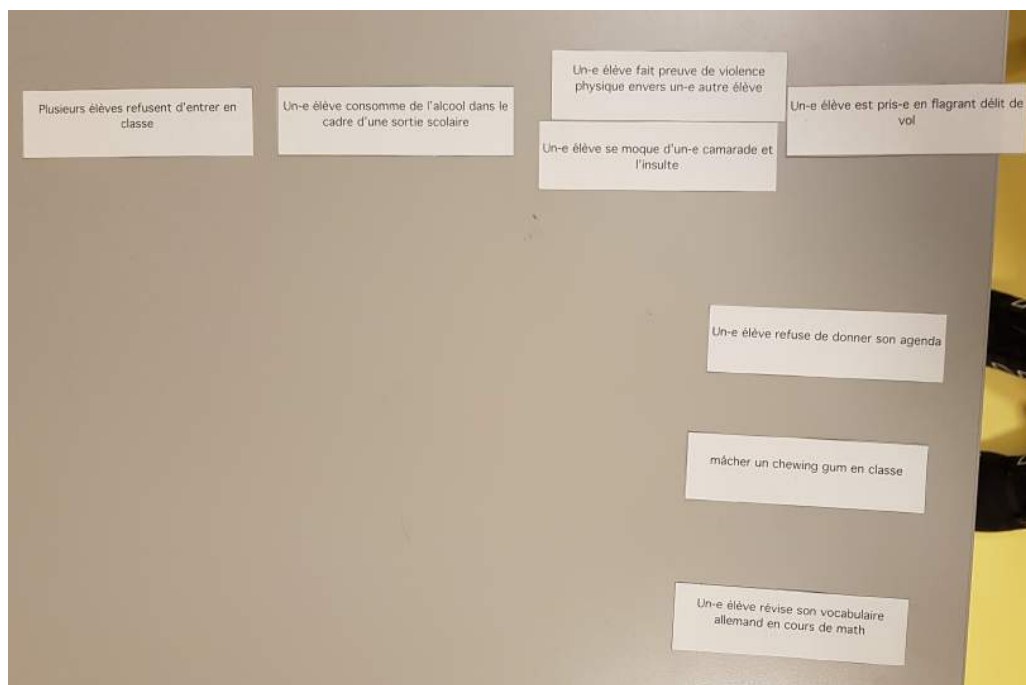 Plusieurs élèves refusent d'entrer en
classe
Un-e élève consomme de l'alcool dans le
cadre d'une sortie scolaire
Un-e élève fait preuve de violence
physique envers un-e autre élève
Un-e élève se moque d'un-e camarade et
l'insulte
Un-e élève est pris-e en flagrant délit de
vol
Un-e élève refuse de donner son agenda
mâcher un chewing gum en classe
Un-e élève révise son vocabulaire
allemand en cours de math